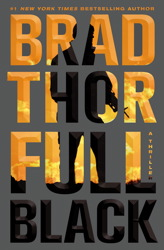 #1 NEW YORK TIMES BESTSELLING AUTHOR
BRAD
THOR
FULL
BLACK
A THRILLER